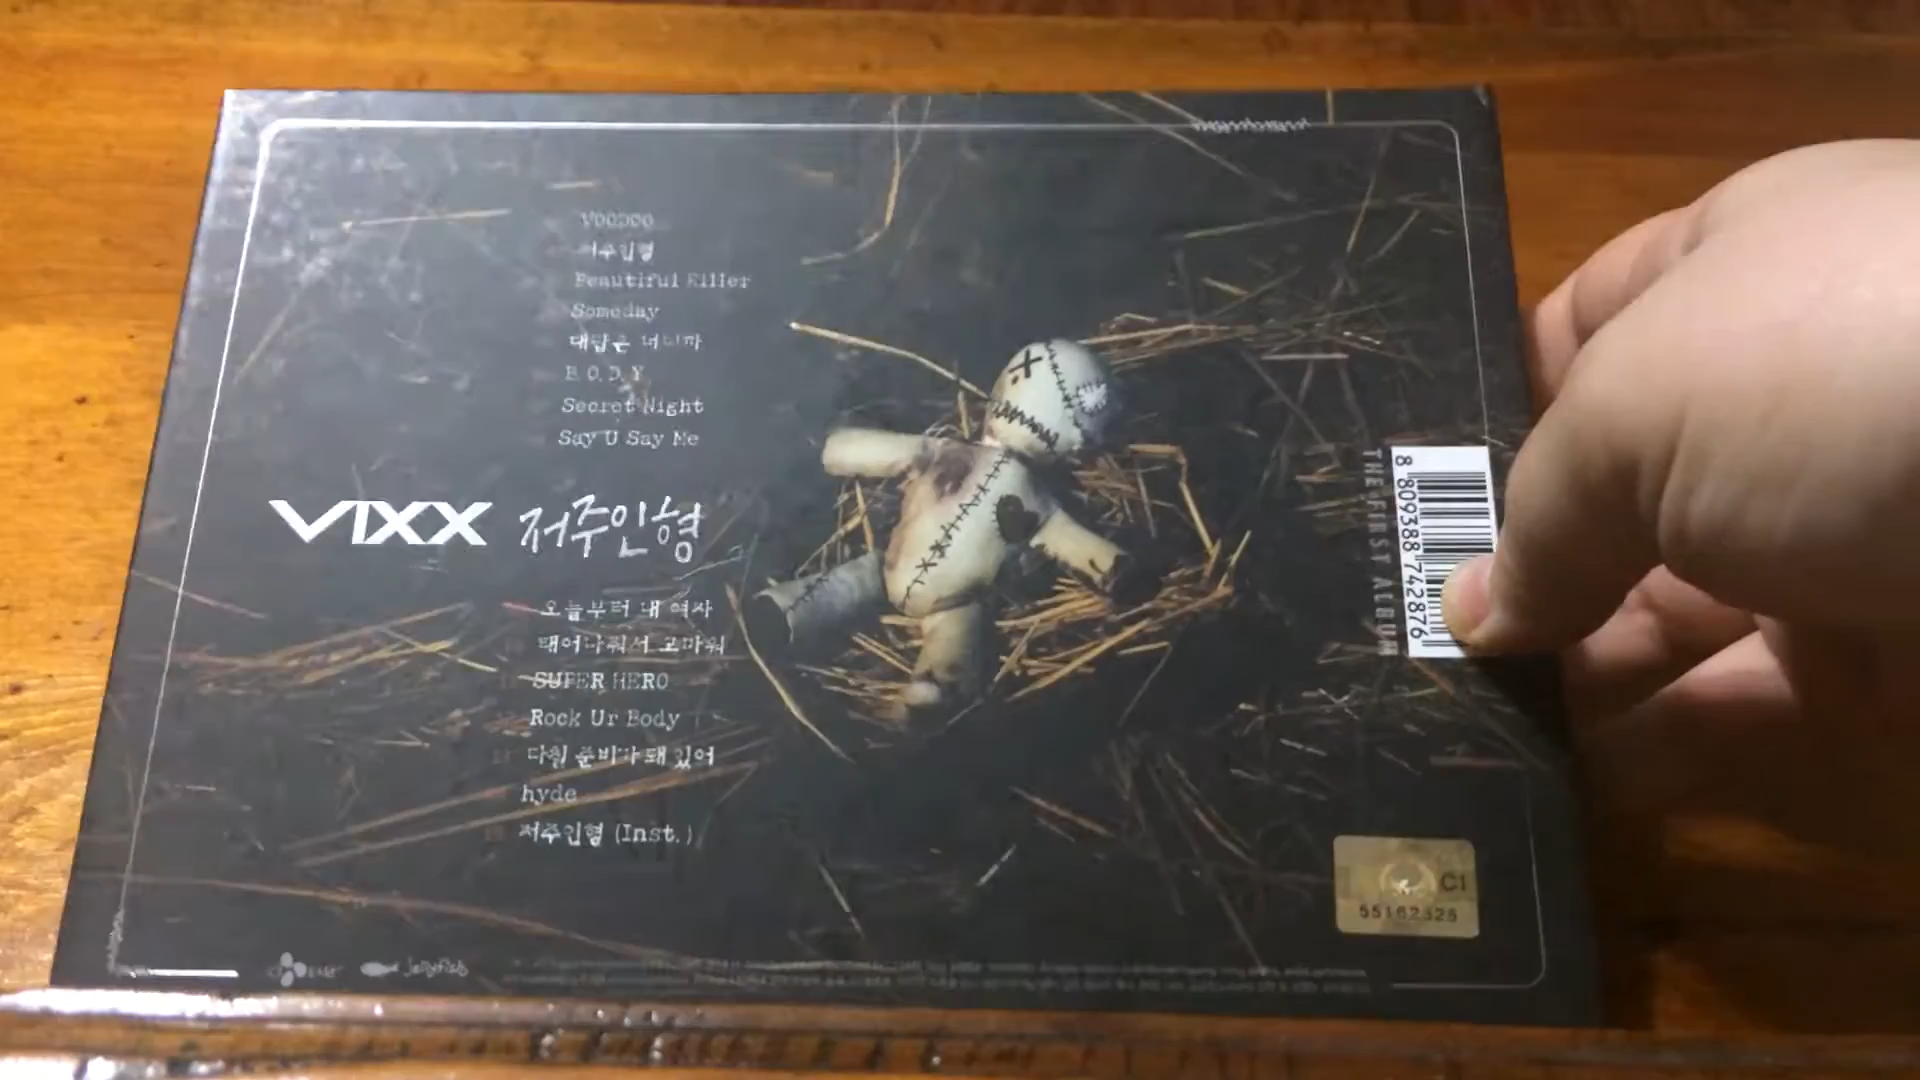 VOODOO
저주인형
Beautiful Killer
Someday
대답은 너니까
B.O.D.Y
Secret Night
Say U Say Me
VIXX 저주인형
오늘부터 내 여자
태어나줘서 고마워
SUPER HERO
Rock Ur Body
다칠 준비가 돼 있어
hyde
저주인형 (Inst.)
THE FIRST ALBUM
8 809388 742876
C1
55162325
jellyfish